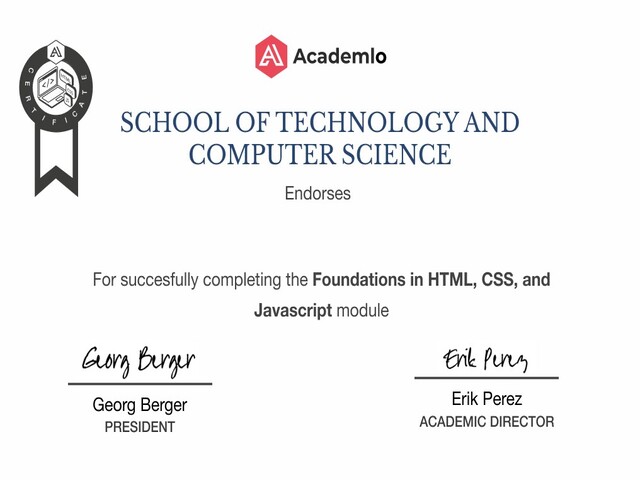 Academlo
CERTIFICATE
SCHOOL OF TECHNOLOGY AND
COMPUTER SCIENCE
Endorses
For succesfully completing the Foundations in HTML, CSS, and
Javascript module
Georg Berger
Georg Berger
PRESIDENT
Erik Perez
Erik Perez
ACADEMIC DIRECTOR